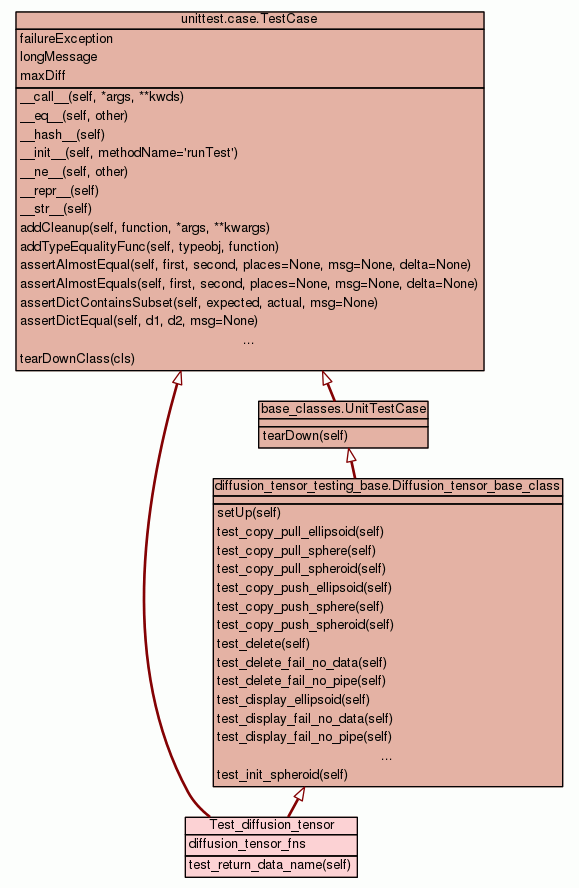 unittest.case.TestCase
failureException
longMessage
maxDiff
__call__(self, *args, **kwds)
__eq__(self, other)
__hash__(self)
__init__(self, methodName='runTest')
__ne__(self, other)
__repr__(self)
__str__(self)
addCleanup(self, function, *args, **kwargs)
addTypeEqualityFunc(self, typeobj, function)
assertAlmostEqual(self, first, second, places=None, msg=None, delta=None)
assertAlmostEquals(self, first, second, places=None, msg=None, delta=None)
assertDictContainsSubset(self, expected, actual, msg=None)
assertDictEqual(self, d1, d2, msg=None)
...
tearDownClass(cls)
base_classes.UnitTestCase
tearDown(self)
diffusion_tensor_testing_base.Diffusion_tensor_base_class
setUp(self)
test_copy_pull_ellipsoid(self)
test_copy_pull_sphere(self)
test_copy_pull_spheroid(self)
test_copy_push_ellipsoid(self)
test_copy_push_sphere(self)
test_copy_push_spheroid(self)
test_delete(self)
test_delete_fail_no_data(self)
test_delete_fail_no_pipe(self)
test_display_ellipsoid(self)
test_display_fail_no_data(self)
test_display_fail_no_pipe(self)
...
test_init_spheroid(self)
Test_diffusion_tensor
diffusion_tensor_fns
test_return_data_name(self)